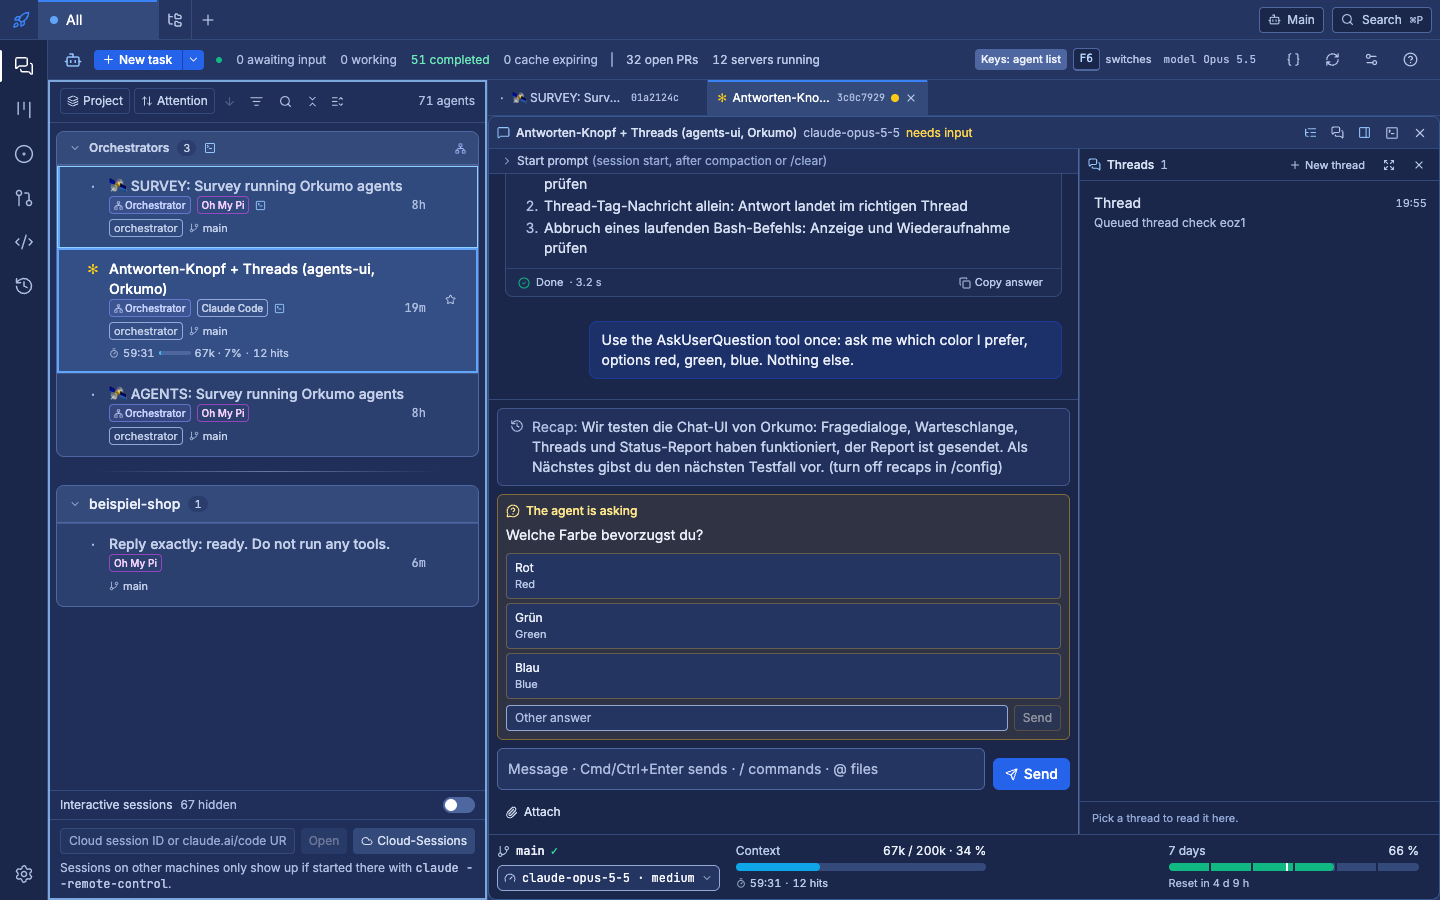 All
Main
Search ⌘P
New task
0 awaiting input
0 working
51 completed
0 cache expiring
32 open PRs
12 servers running
Keys: agent list
F6
switches
model Opus 5.5
Project
Attention
71 agents
Orchestrators 3
SURVEY: Survey running Orkumo agents
Orchestrator
Oh My Pi
8h
orchestrator
main
Antworten-Knopf + Threads (agents-ui,
Orkumo)
Orchestrator
Claude Code
19m
orchestrator
main
59:31
67k · 7% · 12 hits
AGENTS: Survey running Orkumo agents
Orchestrator
Oh My Pi
8h
orchestrator
main
beispiel-shop 1
Reply exactly: ready. Do not run any tools.
Oh My Pi
6m
main
Interactive sessions 67 hidden
Cloud session ID or claude.ai/code UR
Open
Cloud-Sessions
Sessions on other machines only show up if started there with claude -
-remote-control.
SURVEY: Surv... 01a2124c
Antworten-Kno... 3c0c7929
Antworten-Knopf + Threads (agents-ui, Orkumo) claude-opus-5-5 needs input
Start prompt (session start, after compaction or /clear)
prüfen
2. Thread-Tag-Nachricht allein: Antwort landet im richtigen Thread
3. Abbruch eines laufenden Bash-Befehls: Anzeige und Wiederaufnahme
prüfen
Done · 3.2 s
Copy answer
Use the AskUserQuestion tool once: ask me which color I prefer,
options red, green, blue. Nothing else.
Recap: Wir testen die Chat-UI von Orkumo: Fragedialoge, Warteschlange,
Threads und Status-Report haben funktioniert, der Report ist gesendet. Als
Nächstes gibst du den nächsten Testfall vor. (turn off recaps in /config)
The agent is asking
Welche Farbe bevorzugst du?
Rot
Red
Grün
Green
Blau
Blue
Other answer
Send
Message · Cmd/Ctrl+Enter sends · / commands · @ files
Send
Attach
main ✓
claude-opus-5-5 · medium
Context
67k / 200k · 34 %
59:31 · 12 hits
7 days
66 %
Reset in 4 d 9 h
Threads 1
New thread
Thread
19:55
Queued thread check eoz1
Pick a thread to read it here.